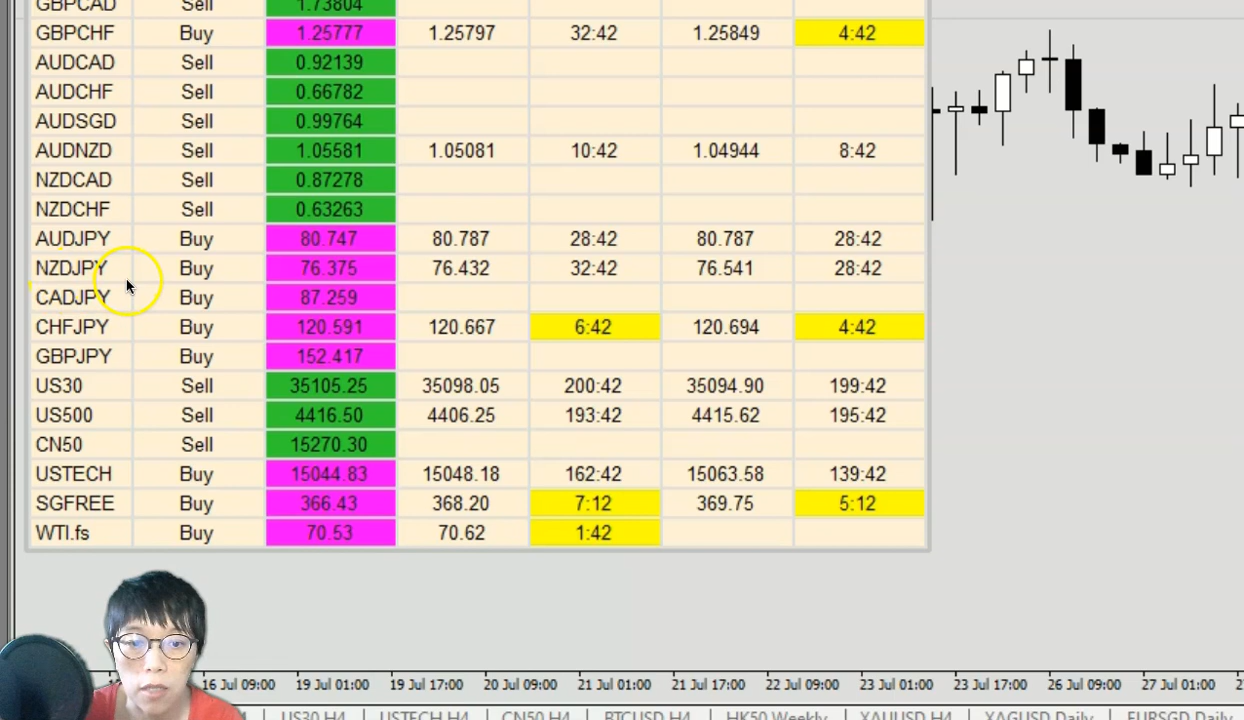 GBPCAD Sell 1.73804
GBPCHF Buy 1.25777 1.25797 32:42 1.25849 4:42
AUDCAD Sell 0.92139
AUDCHF Sell 0.66782
AUDSGD Sell 0.99764
AUDNZD Sell 1.05581 1.05081 10:42 1.04944 8:42
NZDCAD Sell 0.87278
NZDCHF Sell 0.63263
AUDJPY Buy 80.747 80.787 28:42 80.787 28:42
NZDJPY Buy 76.375 76.432 32:42 76.541 28:42
CADJPY Buy 87.259
CHFJPY Buy 120.591 120.667 6:42 120.694 4:42
GBPJPY Buy 152.417
US30 Sell 35105.25 35098.05 200:42 35094.90 199:42
US500 Sell 4416.50 4406.25 193:42 4415.62 195:42
CN50 Sell 15270.30
USTECH Buy 15044.83 15048.18 162:42 15063.58 139:42
SGFREE Buy 366.43 368.20 7:12 369.75 5:12
WTI.fs Buy 70.53 70.62 1:42
16 Jul 09:00 19 Jul 01:00 19 Jul 17:00 20 Jul 09:00 21 Jul 01:00 21 Jul 17:00 22 Jul 09:00 23 Jul 01:00 23 Jul 17:00 26 Jul 09:00 27 Jul 01:00
US30 H4 USTECH H4 CN50 H4 BTCUSD H4 HK50 Weekly XAUUSD H4 XAGUSD Daily EURSGD Daily